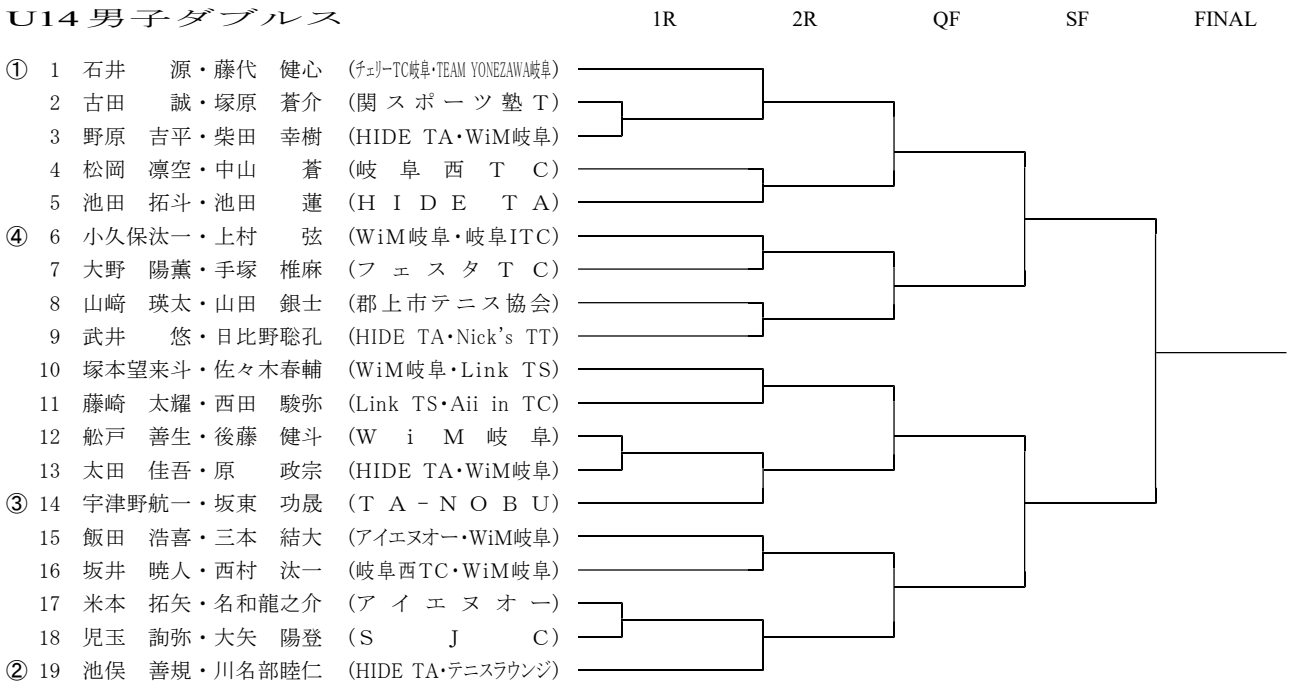 U14 男子ダブルス 1R 2R QF SF FINAL
① 1 石井 源・藤代 健心 (チェリーTC岐阜・TEAM YONEZAWA岐阜)
2 古田 誠・塚原 蒼介 (関スポーツ塾T)
3 野原 吉平・柴田 幸樹 (HIDE TA・WiM岐阜)
4 松岡 凛空・中山 蒼 (岐阜西TC)
5 池田 拓斗・池田 蓮 (HIDE TA)
④ 6 小久保汰一・上村 弦 (WiM岐阜・岐阜ITC)
7 大野 陽薫・手塚 椎麻 (フェスタTC)
8 山﨑 瑛太・山田 銀士 (郡上市テニス協会)
9 武井 悠・日比野聡孔 (HIDE TA・Nick's TT)
10 塚本望来斗・佐々木春輔 (WiM岐阜・Link TS)
11 藤崎 太耀・西田 駿弥 (Link TS・Aii in TC)
12 舩戸 善生・後藤 健斗 (WiM岐阜)
13 太田 佳吾・原 政宗 (HIDE TA・WiM岐阜)
③ 14 宇津野航一・坂東 功晟 (TA-NOBU)
15 飯田 浩喜・三本 結大 (アイエヌオー・WiM岐阜)
16 坂井 暁人・西村 汰一 (岐阜西TC・WiM岐阜)
17 米本 拓矢・名和龍之介 (アイエヌオー)
18 児玉 詢弥・大矢 陽登 (SJC)
② 19 池俣 善規・川名部睦仁 (HIDE TA・テニスラウンジ)